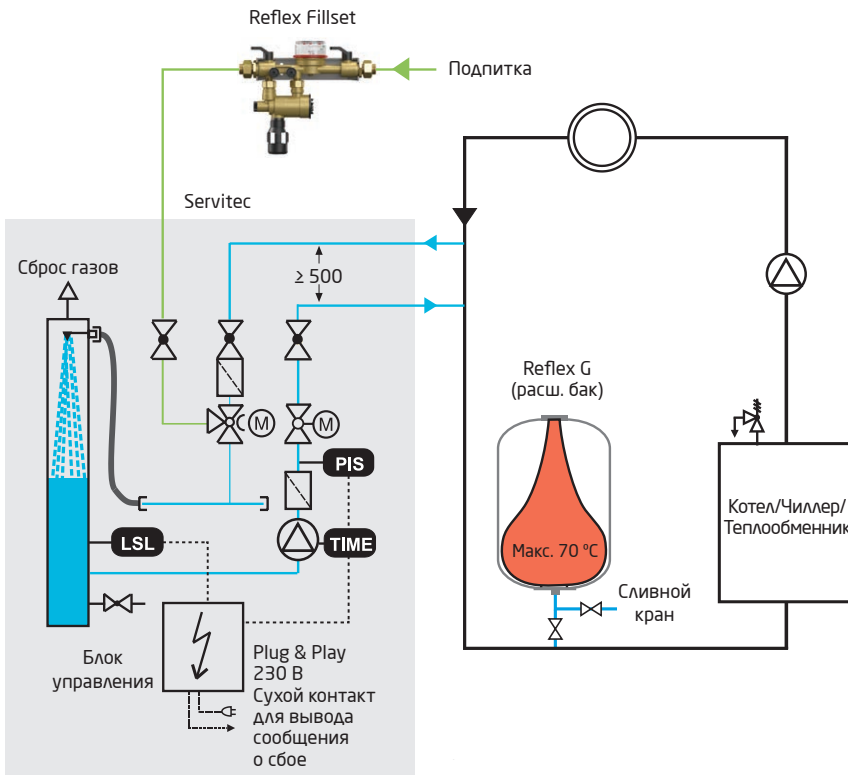 Reflex Fillset
Подпитка
Servitec
Сброс газов
≥ 500
M
M
PIS
LSL
TIME
Reflex G
(расш. бак)
Макс. 70 °C
Котел/Чиллер/
Теплообменник
Сливной
кран
Блок
управления
Plug & Play
230 В
Сухой контакт
для вывода
сообщения
о сбое